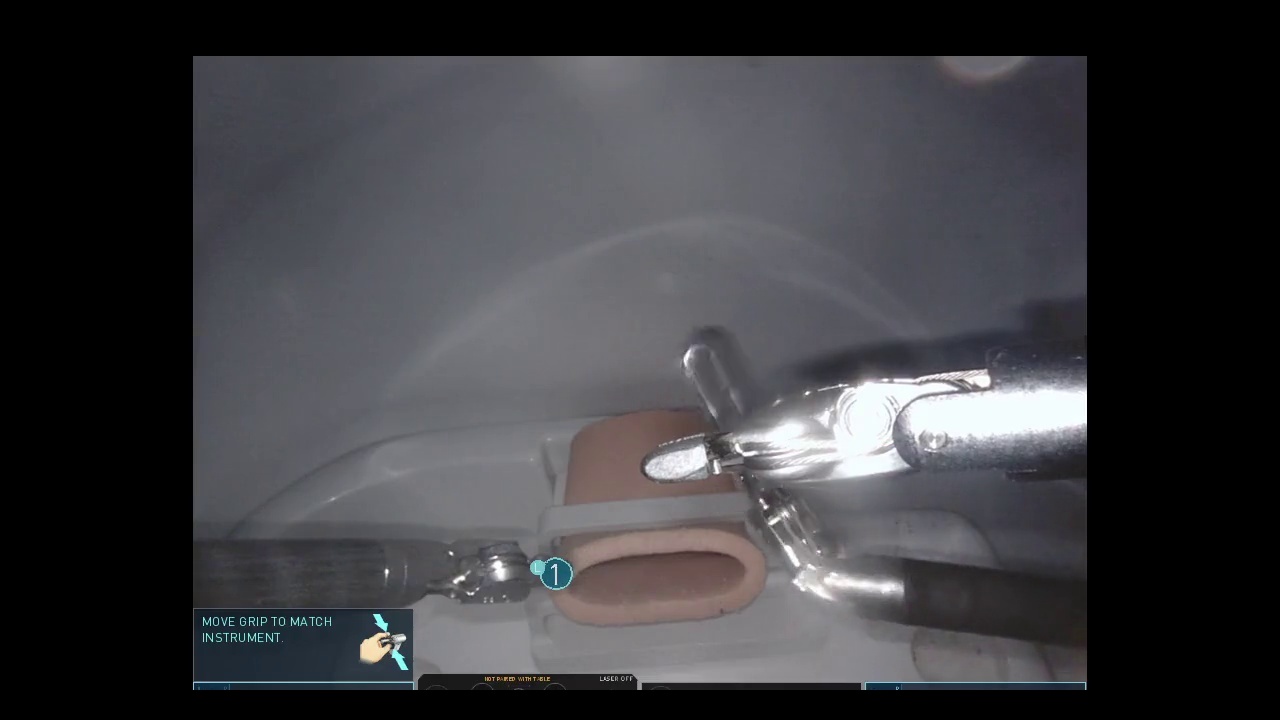 L 1
MOVE GRIP TO MATCH
INSTRUMENT.
NOT PAIRED WITH TABLE LASER OFF
R